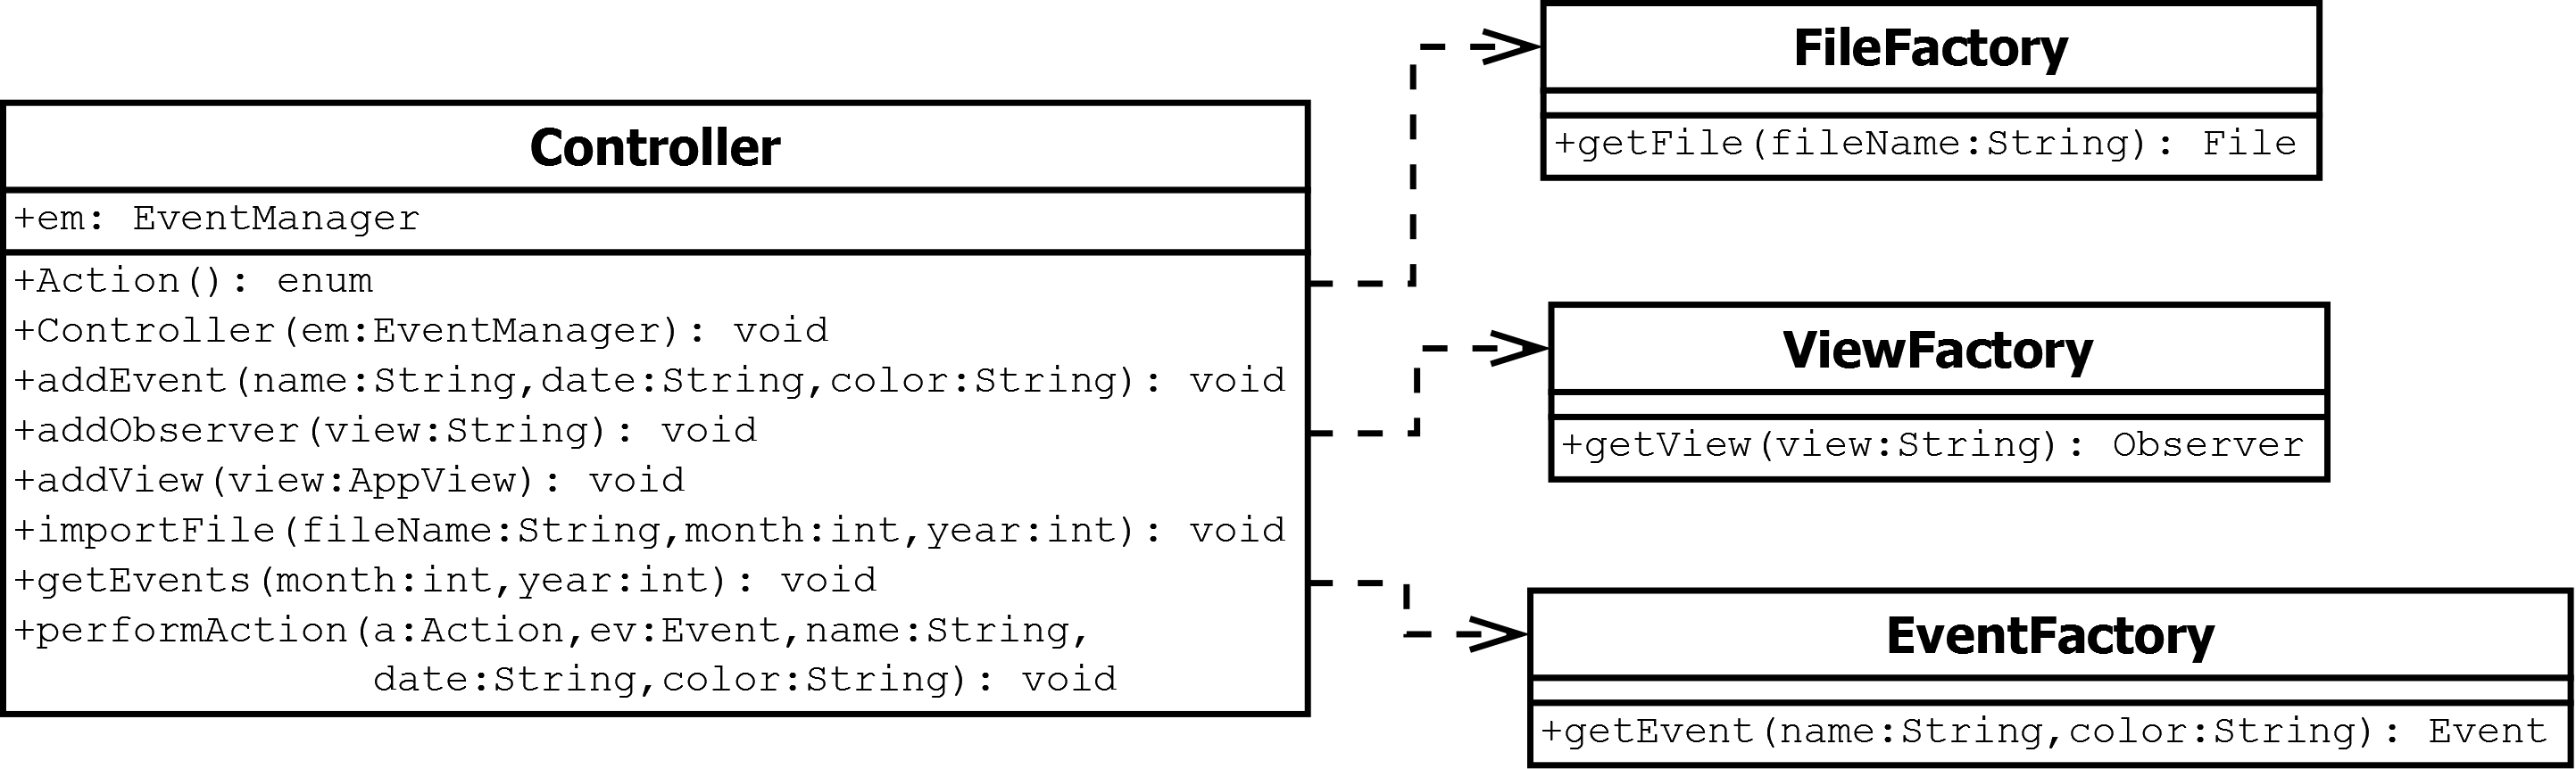 Controller
+em: EventManager
+Action(): enum
+Controller(em:EventManager): void
+addEvent(name:String,date:String,color:String): void
+addObserver(view:String): void
+addView(view:AppView): void
+importFile(fileName:String,month:int,year:int): void
+getEvents(month:int,year:int): void
+performAction(a:Action,ev:Event,name:String,
date:String,color:String): void
FileFactory
+getFile(fileName:String): File
ViewFactory
+getView(view:String): Observer
EventFactory
+getEvent(name:String,color:String): Event